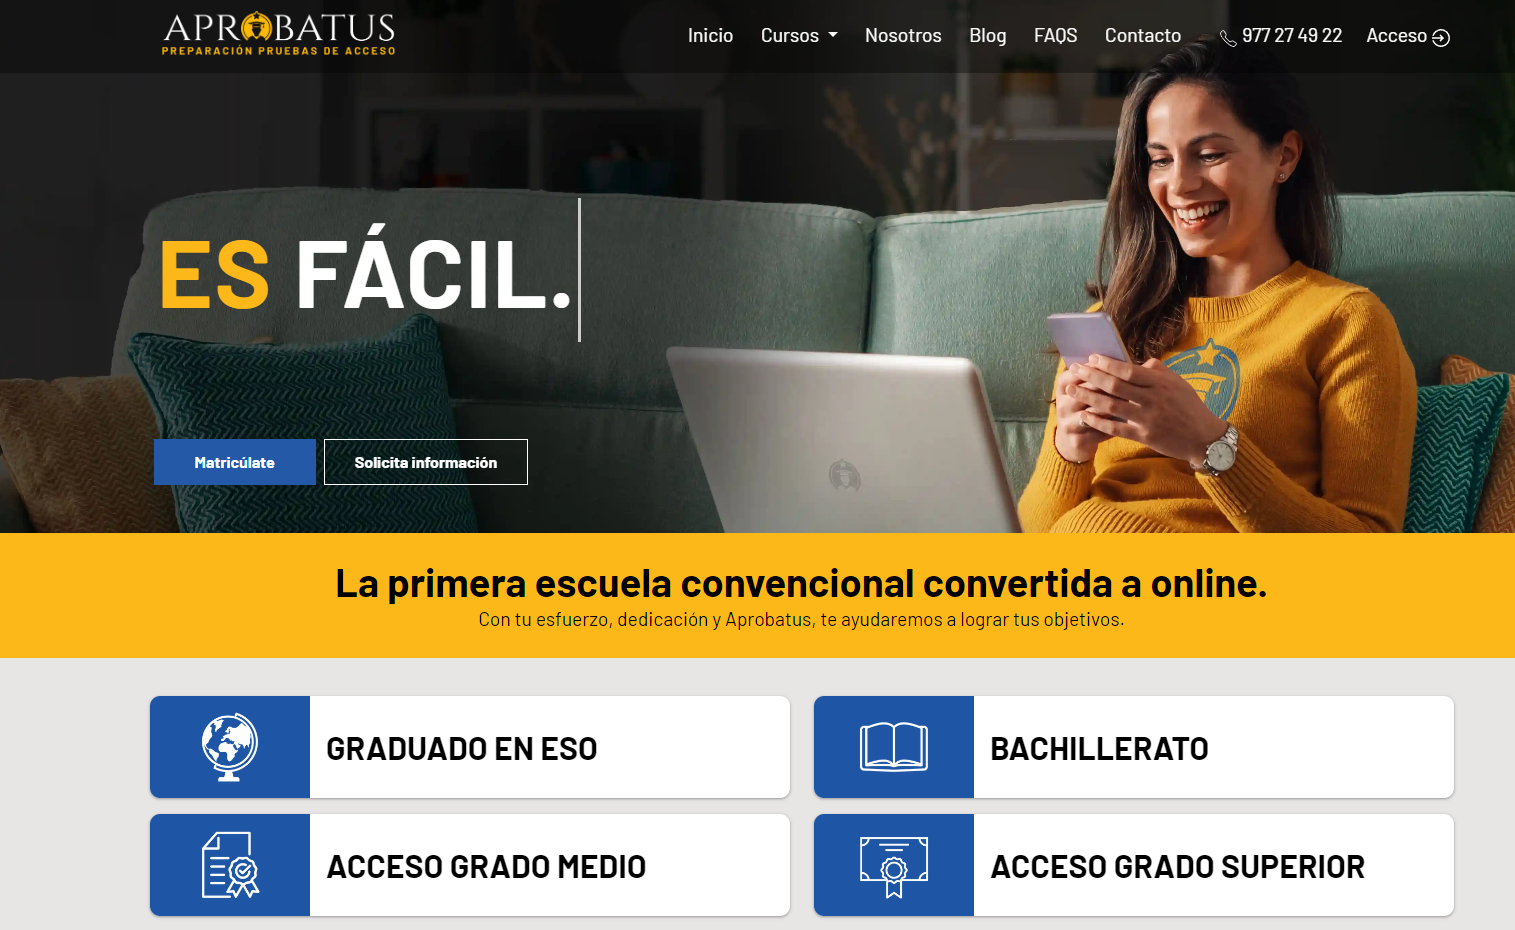 APROBATUS
PREPARACIÓN PRUEBAS DE ACCESO
Inicio Cursos Nosotros Blog FAQS Contacto 977 27 49 22 Acceso
ES FÁCIL.
Matricúlate Solicita información
La primera escuela convencional convertida a online.
Con tu esfuerzo, dedicación y Aprobatus, te ayudaremos a lograr tus objetivos.
GRADUADO EN ESO
BACHILLERATO
ACCESO GRADO MEDIO
ACCESO GRADO SUPERIOR